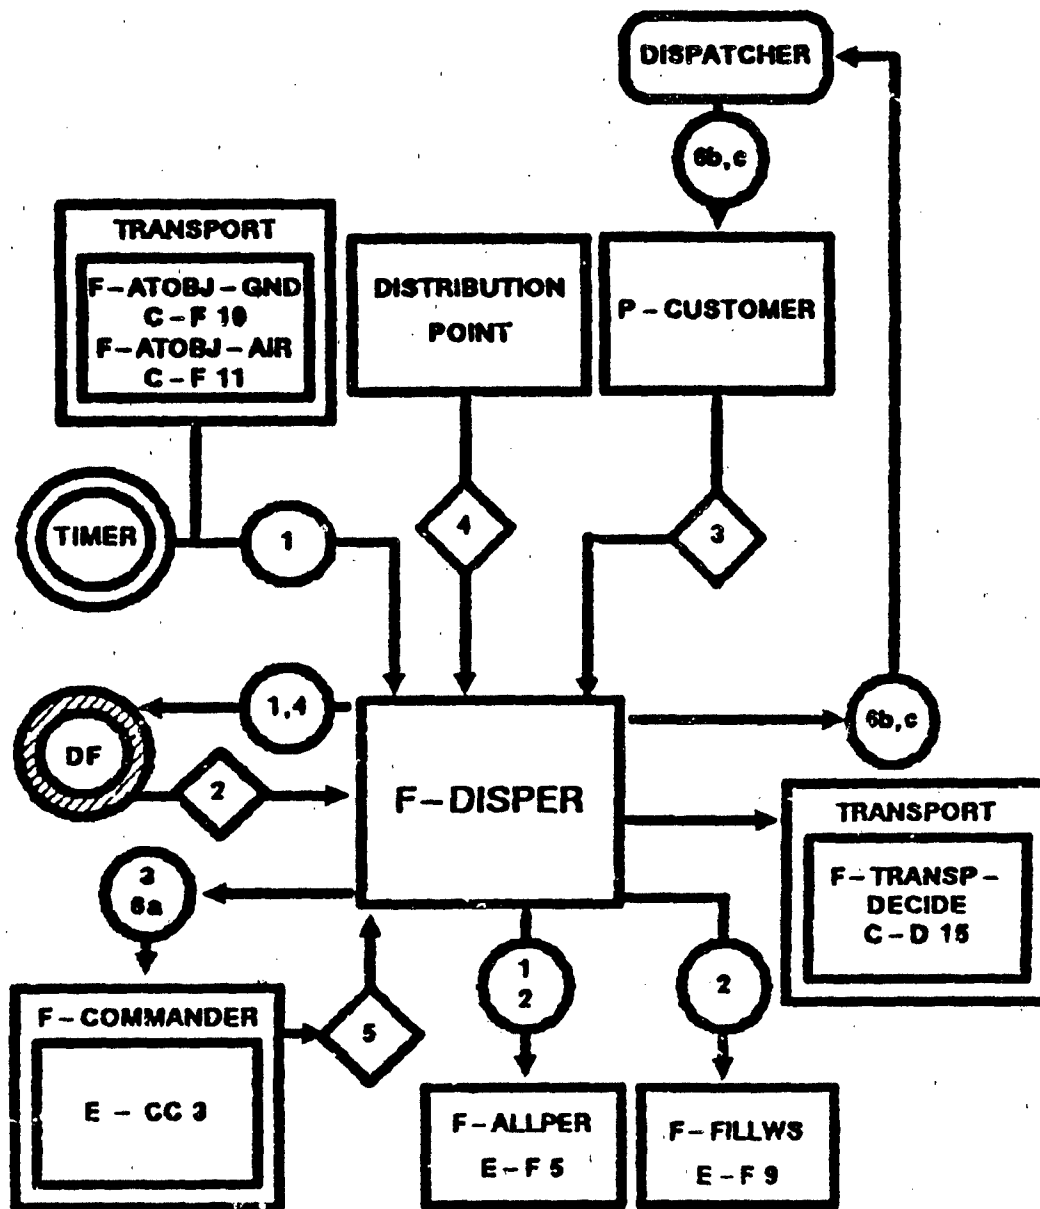 DISPATCHER
6b,c
TRANSPORT
F-ATOBJ-GND
C-F 10
F-ATOBJ-AIR
C-F 11
DISTRIBUTION
POINT
P-CUSTOMER
TIMER
1
4
3
1,4
DF
2
F-DISPER
6b,c
TRANSPORT
F-TRANSP-
DECIDE
C-D 15
3
6a
F-COMMANDER
E - CC 3
5
1
2
2
F-ALLPER
E-F 5
F-FILLWS
E-F 9